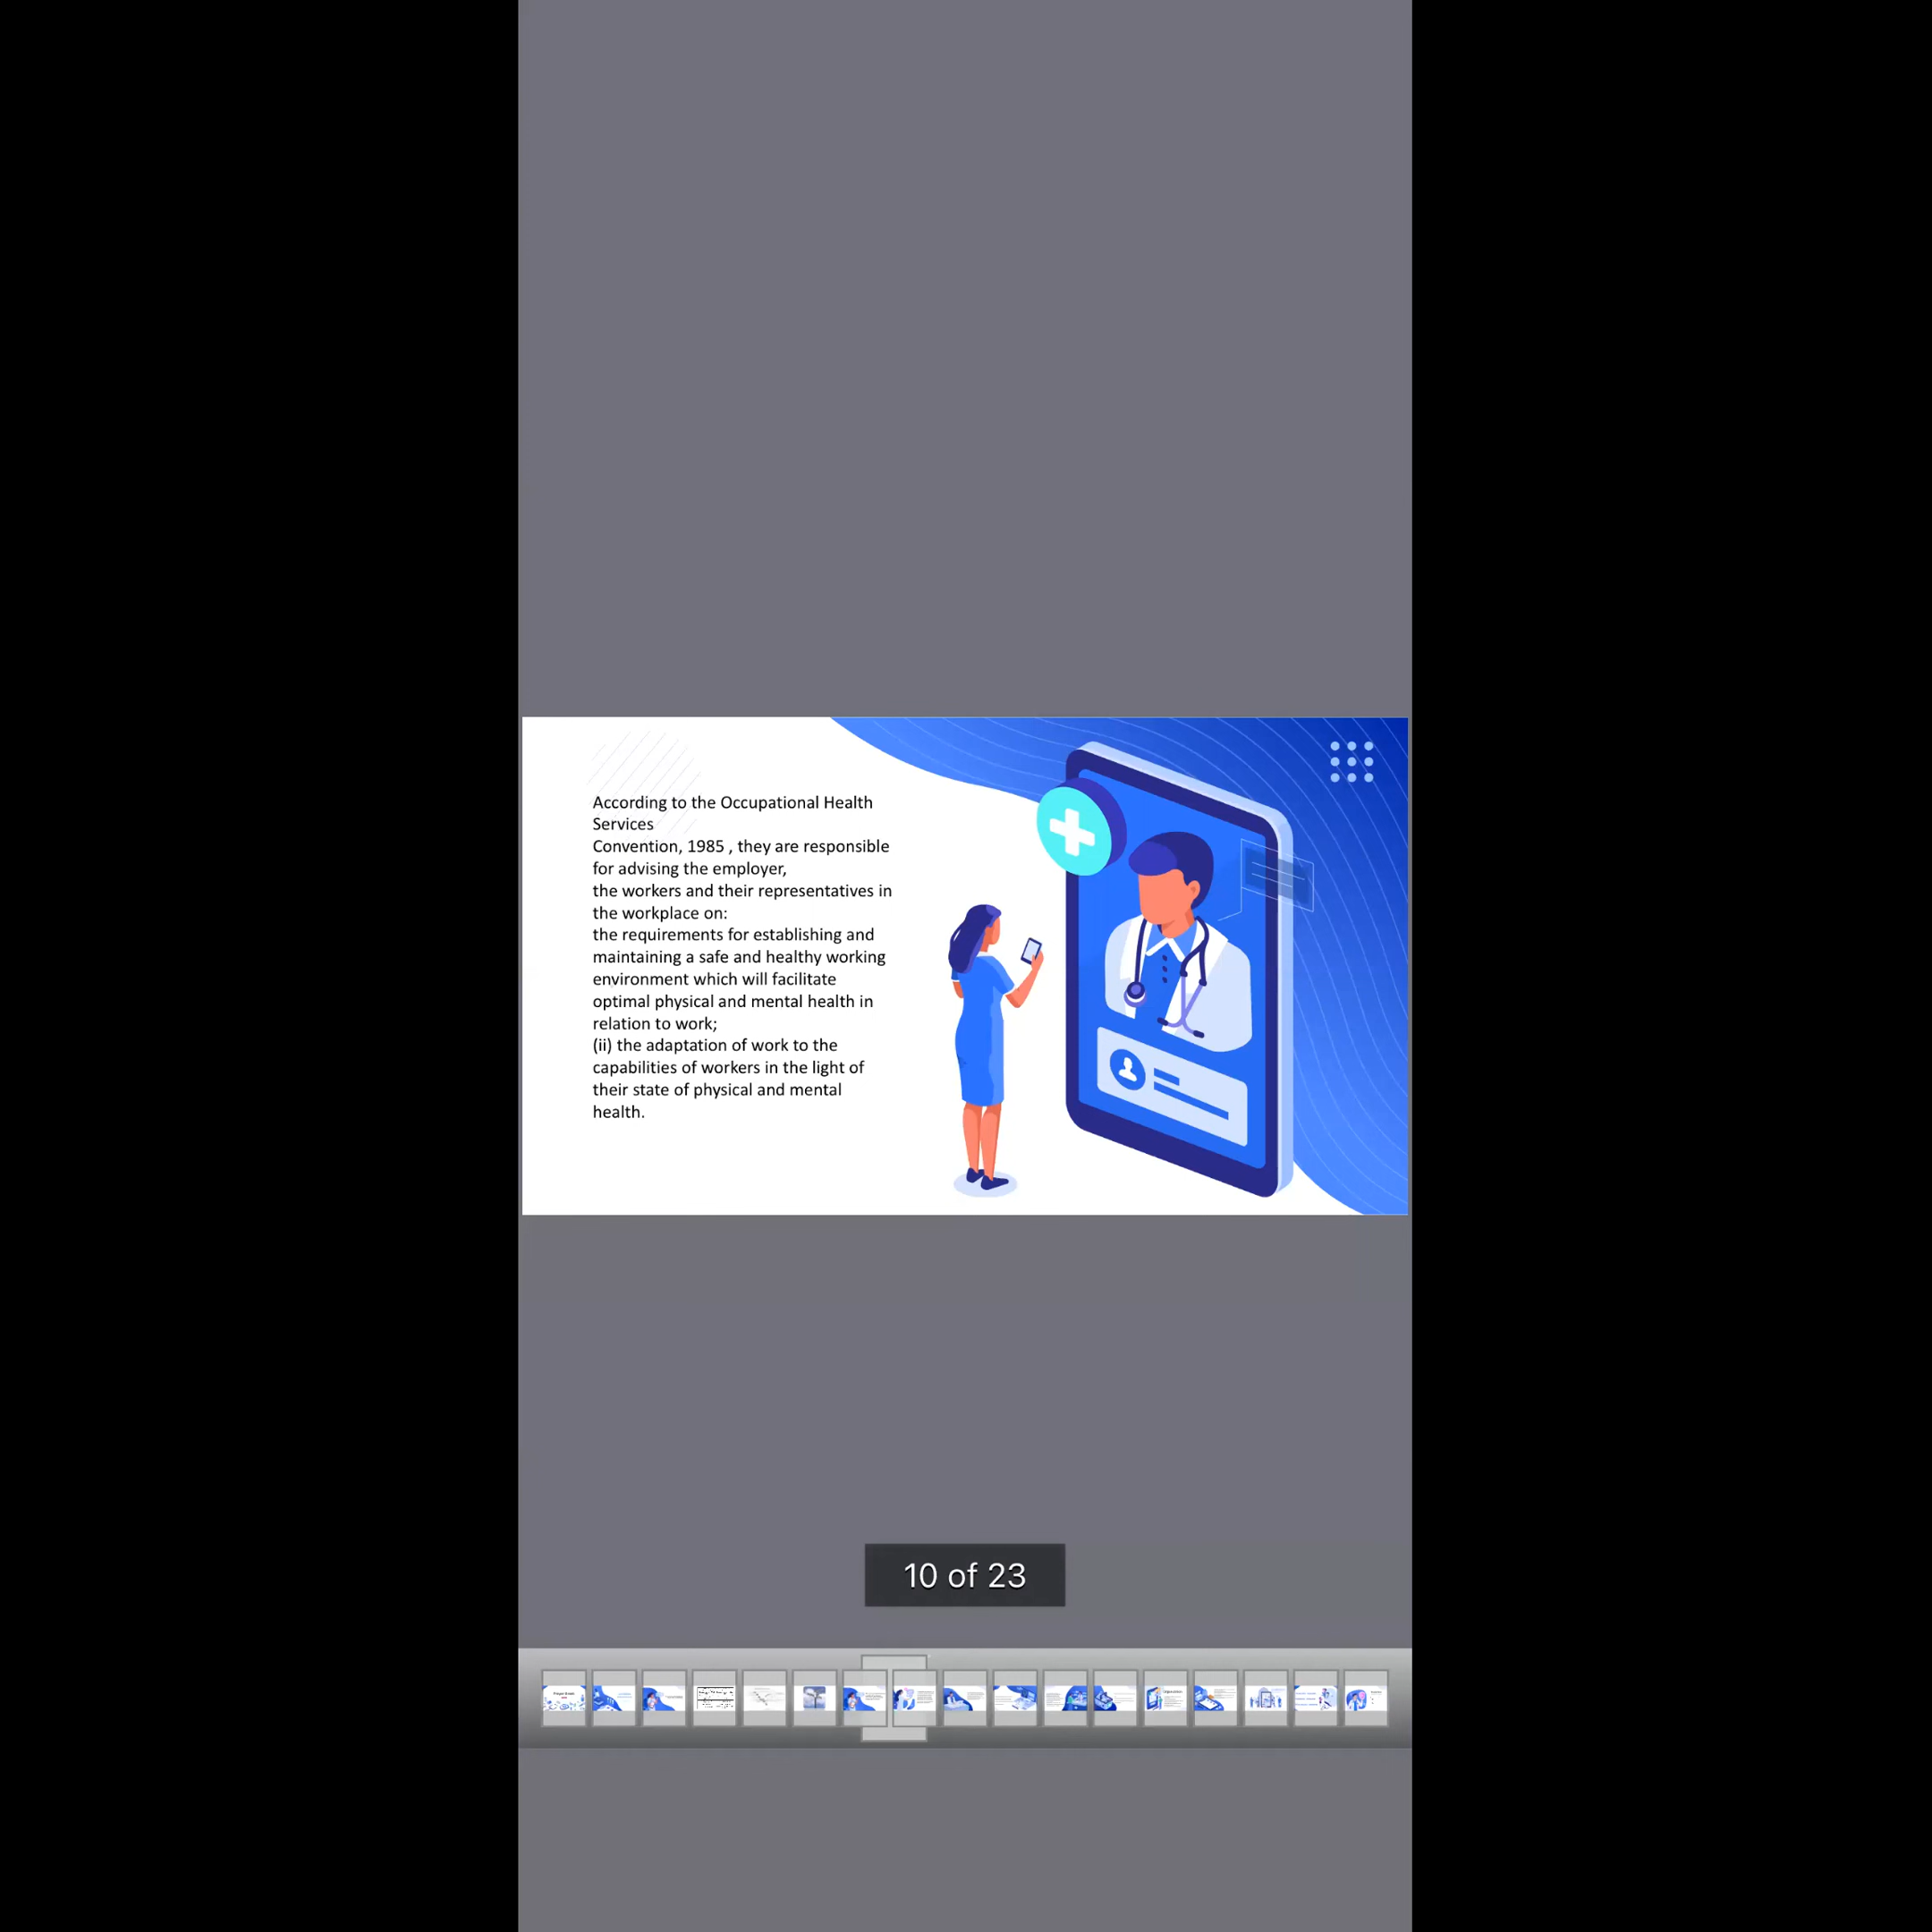 According to the Occupational Health
Services
Convention, 1985 , they are responsible
for advising the employer,
the workers and their representatives in
the workplace on:
the requirements for establishing and
maintaining a safe and healthy working
environment which will facilitate
optimal physical and mental health in
relation to work;
(ii) the adaptation of work to the
capabilities of workers in the light of
their state of physical and mental
health.
10 of 23